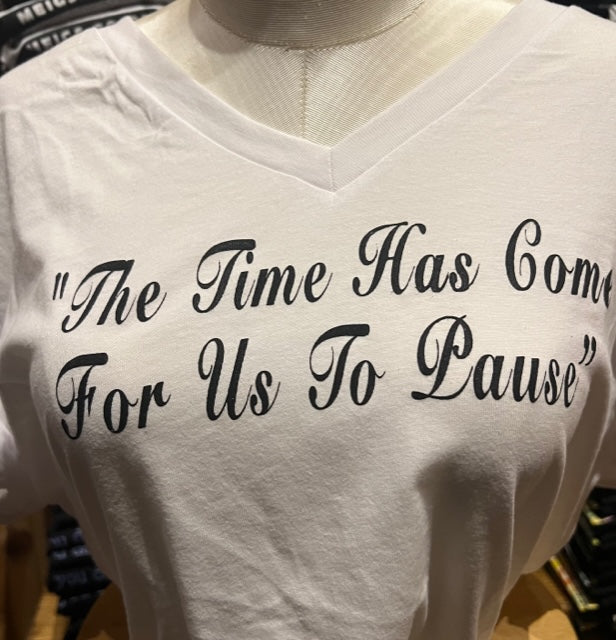 "The Time Has Come
For Us To Pause"